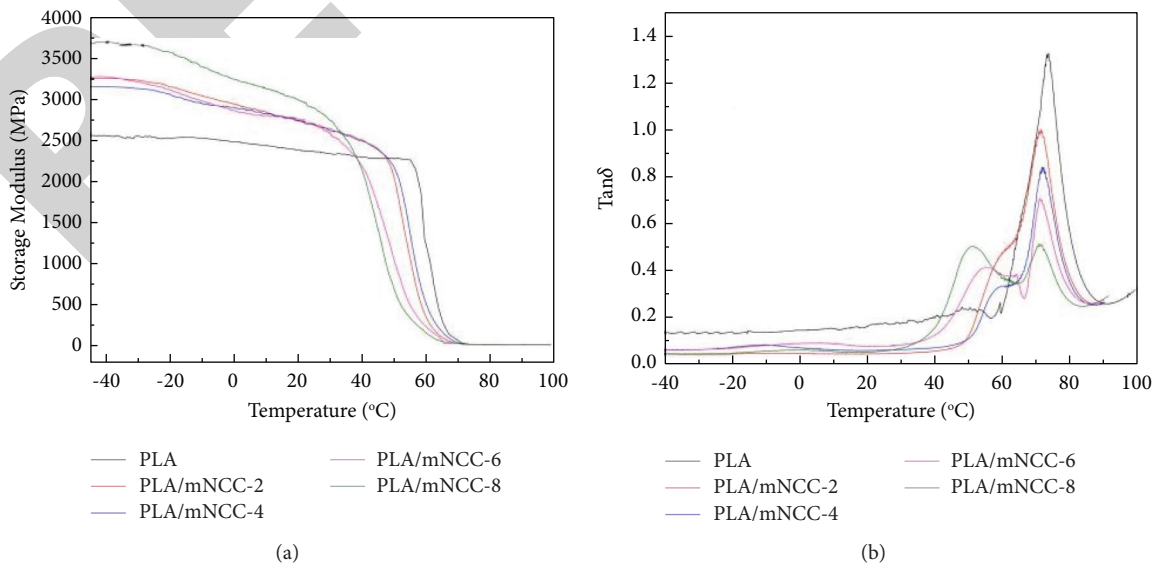 4000
3500
3000
2500
2000
1500
1000
500
0
Storage Modulus (MPa)
-40 -20 0 20 40 60 80 100
Temperature (°C)
PLA
PLA/mNCC-2
PLA/mNCC-4
PLA/mNCC-6
PLA/mNCC-8
(a)
1.4
1.2
1.0
0.8
0.6
0.4
0.2
0.0
Tanδ
-40 -20 0 20 40 60 80 100
Temperature (°C)
PLA
PLA/mNCC-2
PLA/mNCC-4
PLA/mNCC-6
PLA/mNCC-8
(b)